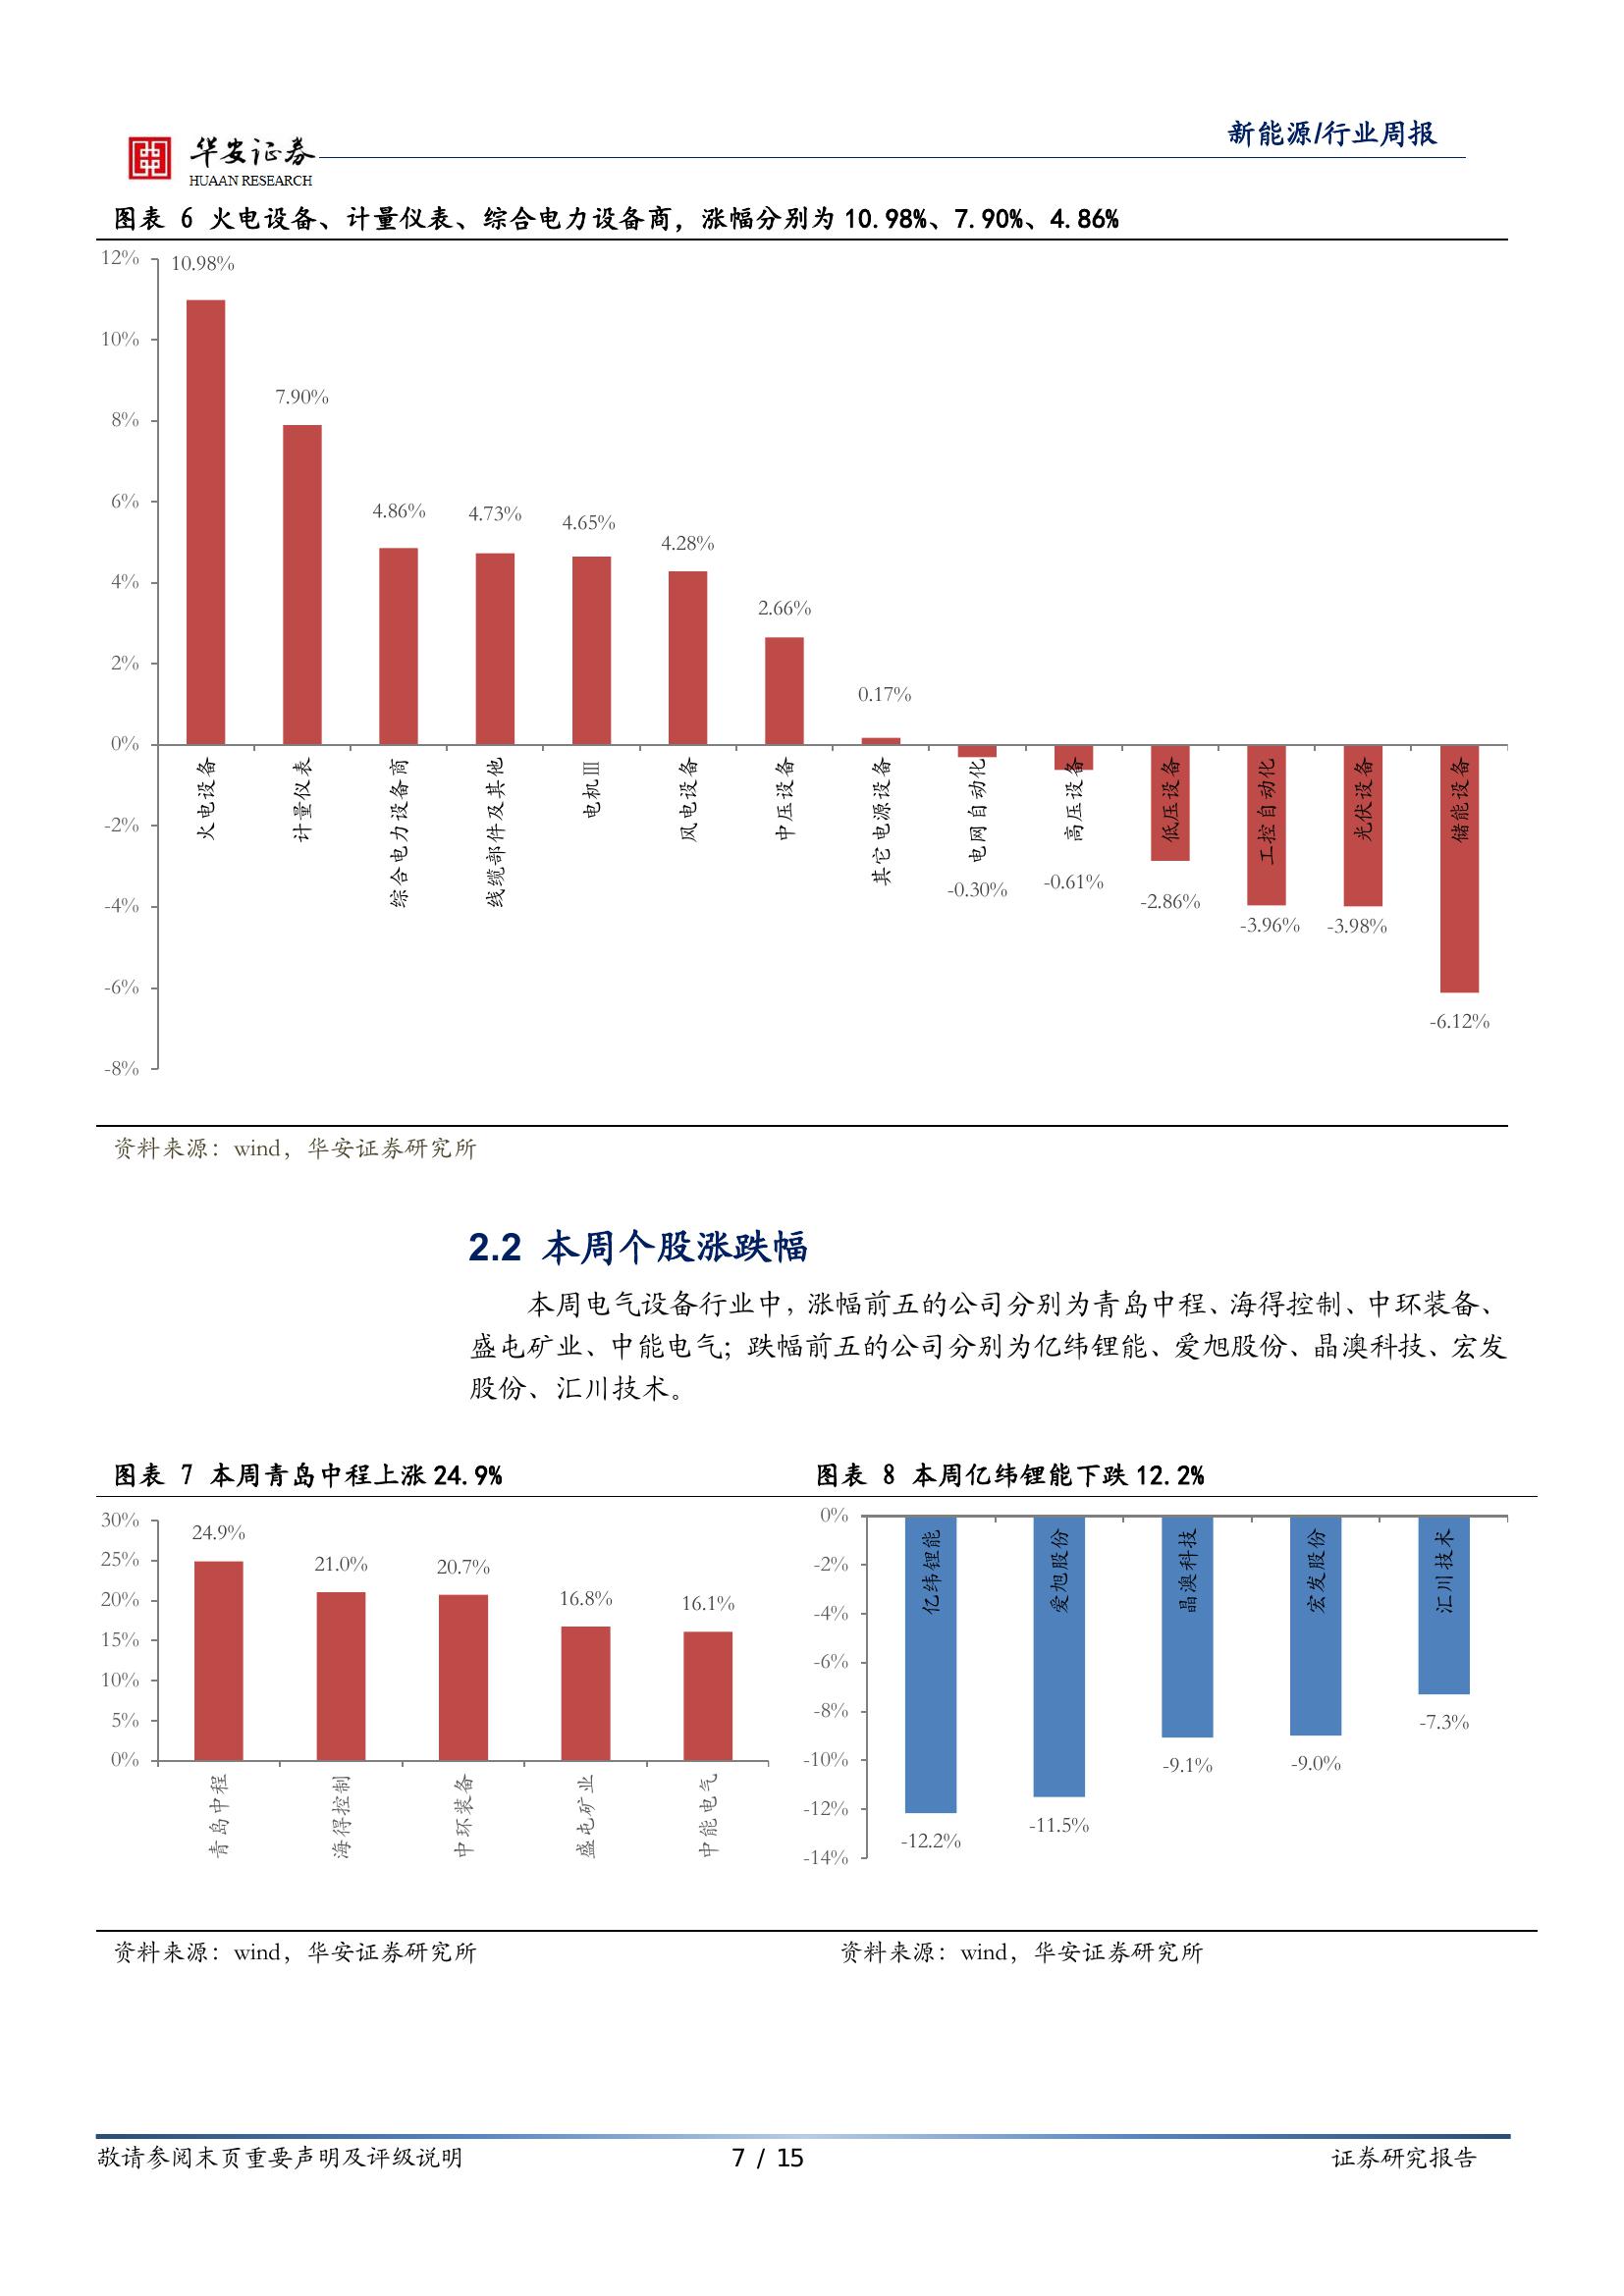 新能源/行业周报
华安证券
HUAAN RESEARCH
图表 6 火电设备、计量仪表、综合电力设备商，涨幅分别为 10.98%、7.90%、4.86%
12%
10%
8%
6%
4%
2%
0%
-2%
-4%
-6%
-8%
10.98%
7.90%
4.86%
4.73%
4.65%
4.28%
2.66%
0.17%
-0.30%
-0.61%
-2.86%
-3.96%
-3.98%
-6.12%
火电设备
计量仪表
综合电力设备商
线缆部件及其他
电机Ⅲ
风电设备
中压设备
其它电源设备
电网自动化
高压设备
低压设备
工控自动化
光伏设备
储能设备
资料来源：wind，华安证券研究所
2.2 本周个股涨跌幅
本周电气设备行业中，涨幅前五的公司分别为青岛中程、海得控制、中环装备、
盛屯矿业、中能电气；跌幅前五的公司分别为亿纬锂能、爱旭股份、晶澳科技、宏发
股份、汇川技术。
图表 7 本周青岛中程上涨 24.9%
30%
25%
20%
15%
10%
5%
0%
24.9%
21.0%
20.7%
16.8%
16.1%
青岛中程
海得控制
中环装备
盛屯矿业
中能电气
资料来源：wind，华安证券研究所
图表 8 本周亿纬锂能下跌 12.2%
0%
-2%
-4%
-6%
-8%
-10%
-12%
-14%
亿纬锂能
爱旭股份
晶澳科技
宏发股份
汇川技术
-12.2%
-11.5%
-9.1%
-9.0%
-7.3%
资料来源：wind，华安证券研究所
敬请参阅末页重要声明及评级说明
7 / 15
证券研究报告